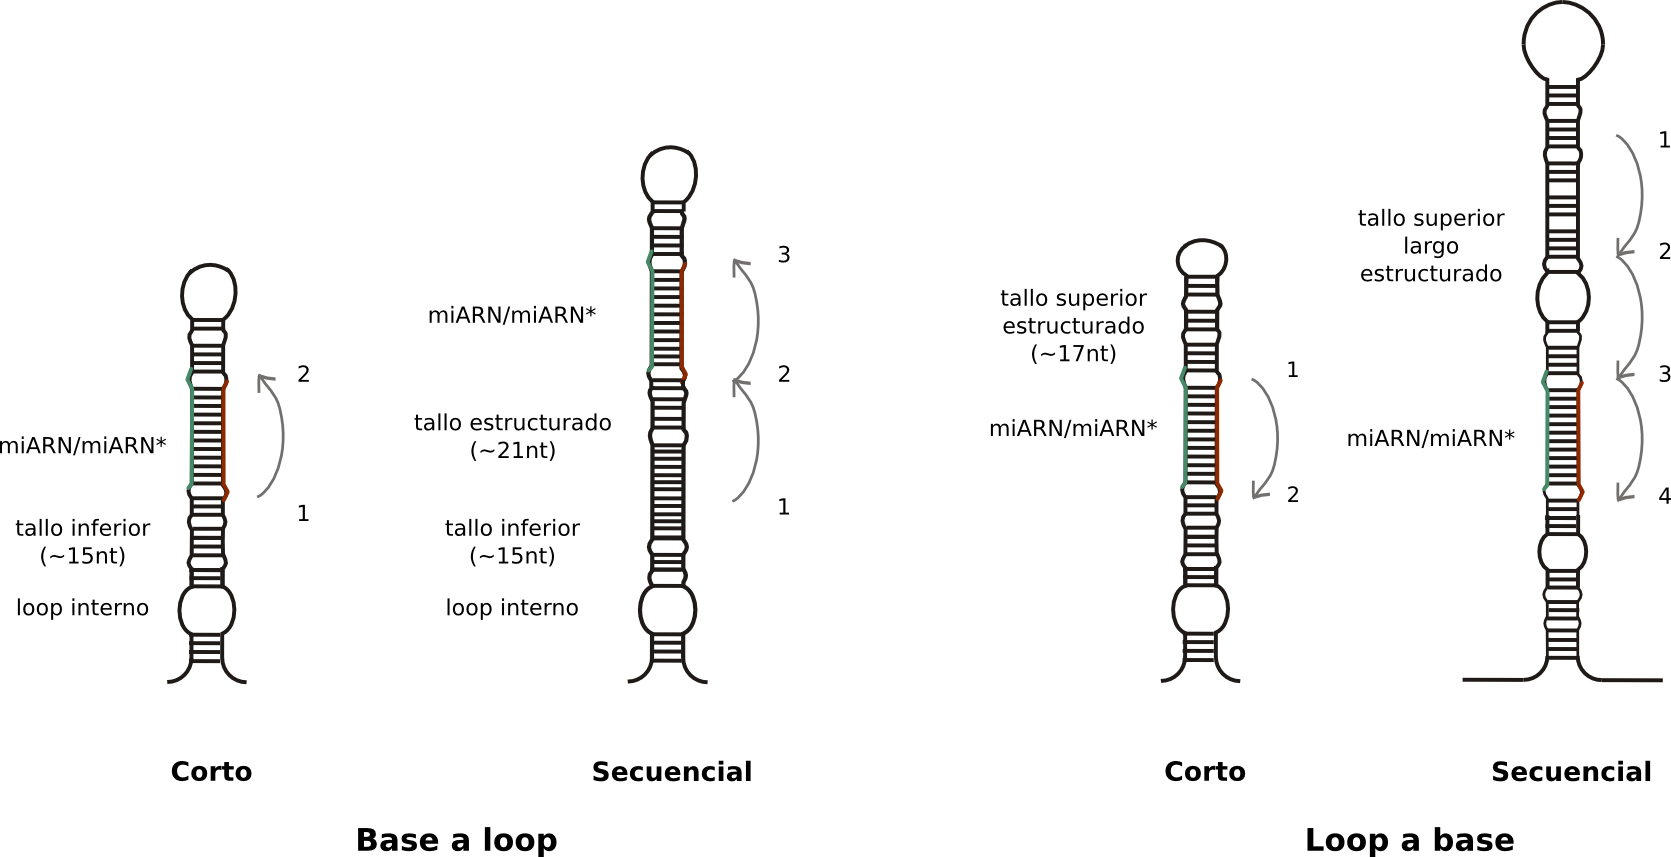 miARN/miARN*
tallo inferior
(~15nt)
loop interno
2
1
Corto
miARN/miARN*
tallo estructurado
(~21nt)
tallo inferior
(~15nt)
loop interno
3
2
1
Secuencial
Base a loop
tallo superior
estructurado
(~17nt)
miARN/miARN*
1
2
Corto
tallo superior
largo
estructurado
miARN/miARN*
1
2
3
4
Secuencial
Loop a base